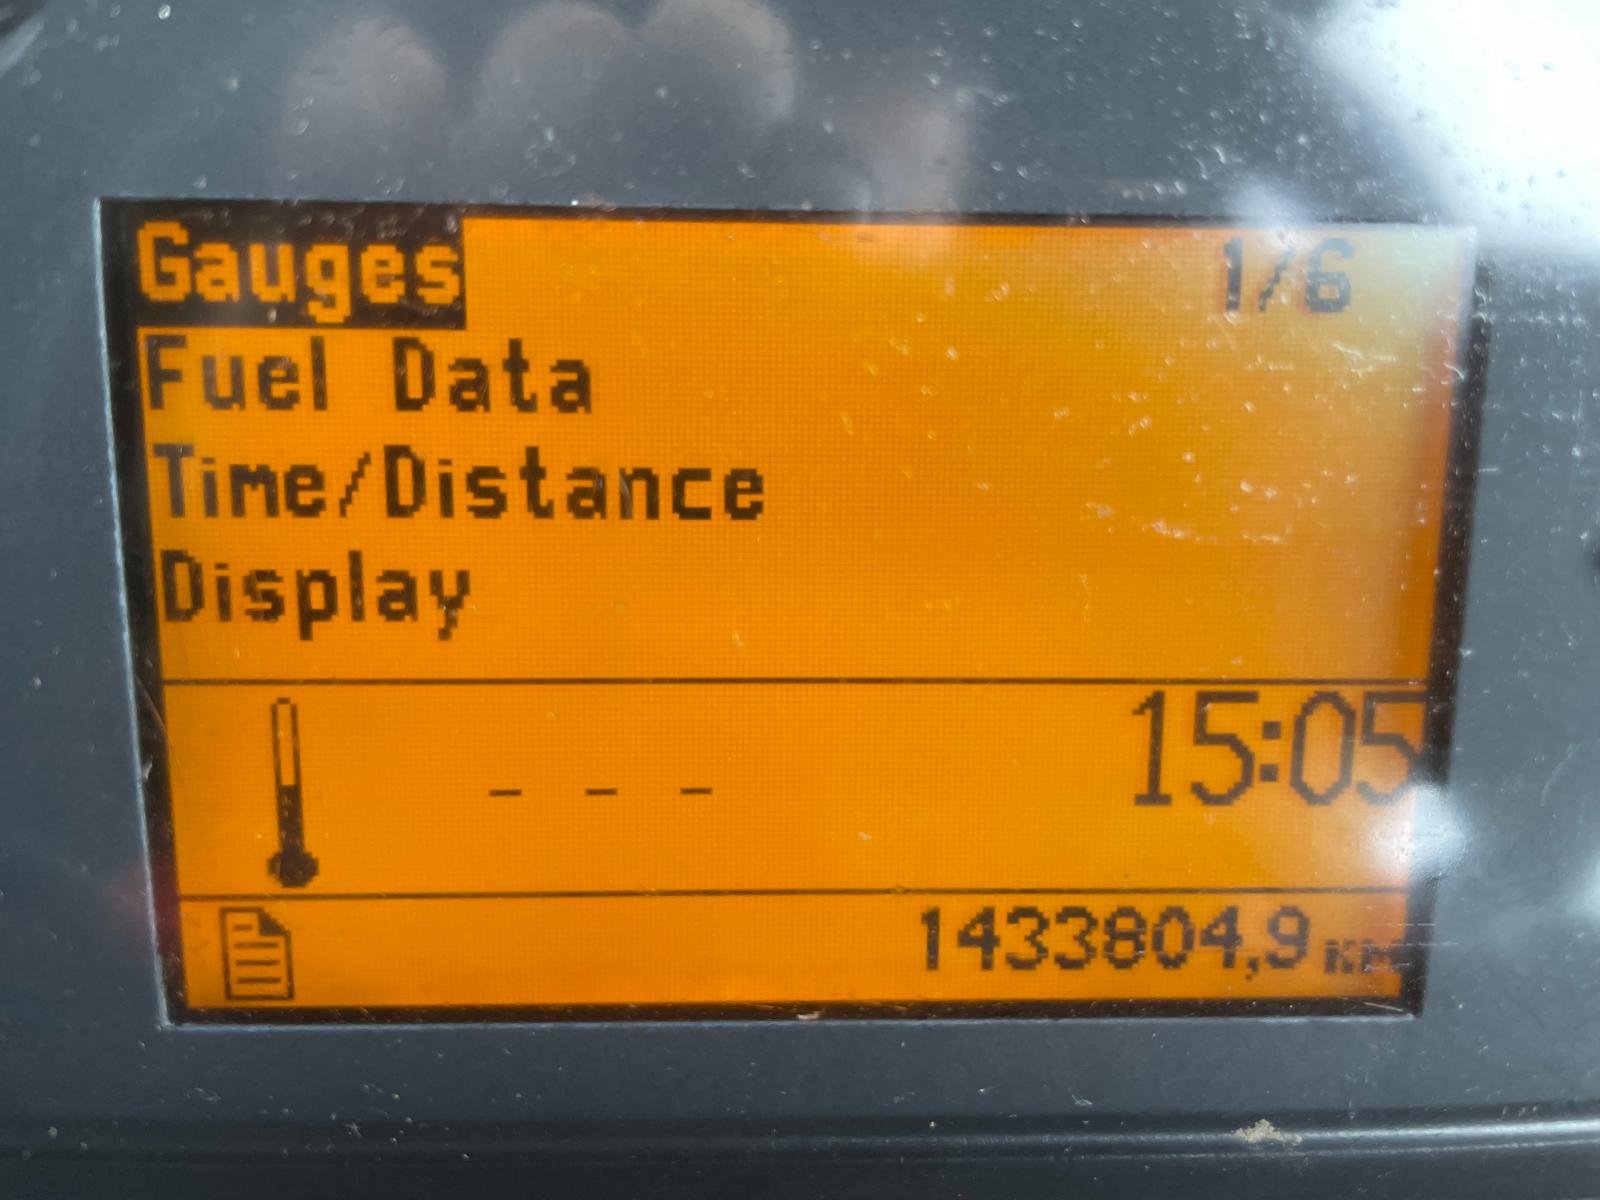 Gauges 1/6
Fuel Data
Time/Distance
Display
--- 15:05
1433804,9 KM